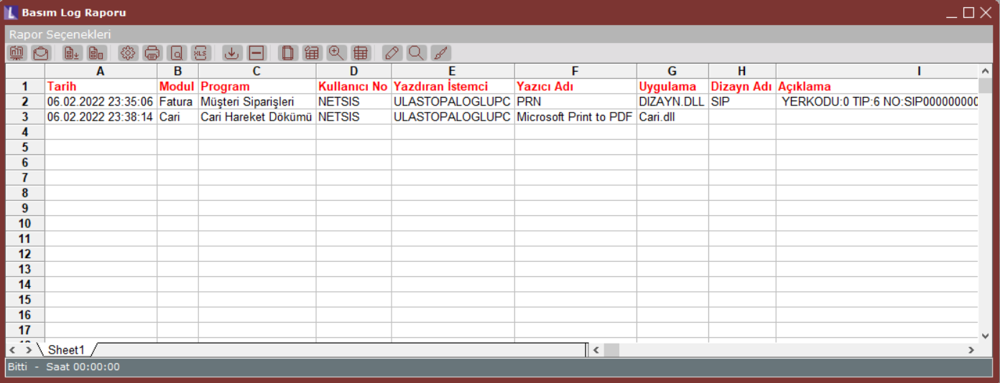 Basım Log Raporu
Rapor Seçenekleri
XLS
A B C D E F G H I
1 Tarih Modul Program Kullanıcı No Yazdıran İstemci Yazıcı Adı Uygulama Dizayn Adı Açıklama
2 06.02.2022 23:35:06 Fatura Müşteri Siparişleri NETSIS ULASTOPALOGLUPC PRN DIZAYN.DLL SIP YERKODU:0 TIP:6 NO:SIP000000000
3 06.02.2022 23:38:14 Cari Cari Hareket Dökümü NETSIS ULASTOPALOGLUPC Microsoft Print to PDF Cari.dll
4
5
6
7
8
9
10
11
12
13
14
15
16
17
Sheet1
Bitti - Saat 00:00:00